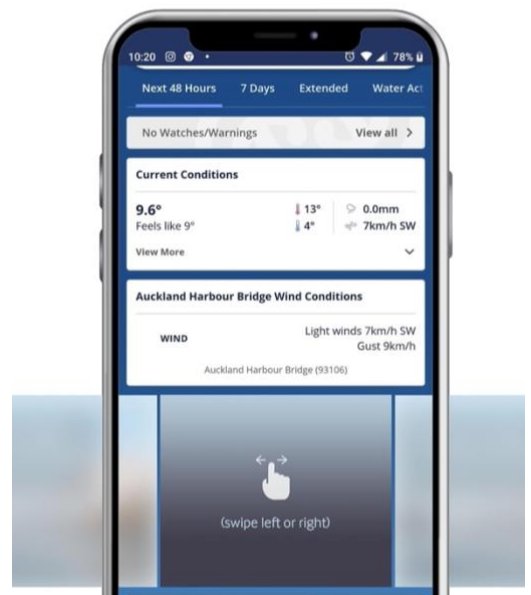 10:20 78%
Next 48 Hours 7 Days Extended Water Act
No Watches/Warnings View all >
Current Conditions
9.6° 13° 0.0mm
Feels like 9° 4° 7km/h SW
View More
Auckland Harbour Bridge Wind Conditions
WIND Light winds 7km/h SW
Gust 9km/h
Auckland Harbour Bridge (93106)
(swipe left or right)